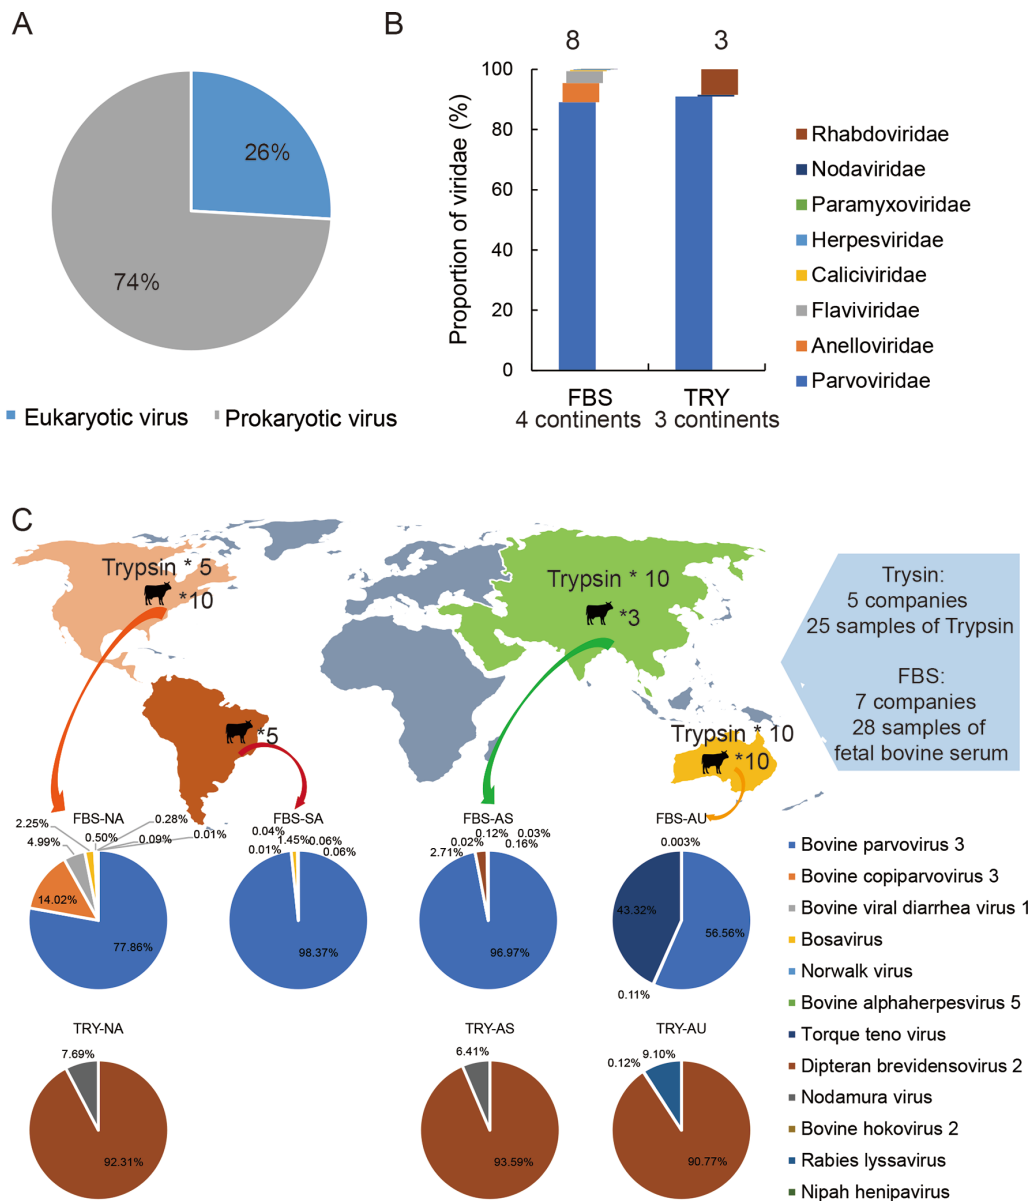 A
26%
74%
Eukaryotic virus
Prokaryotic virus
B
8
3
Proportion of viridae (%)
100
80
60
40
20
0
FBS
4 continents
TRY
3 continents
Rhabdoviridae
Nodaviridae
Paramyxoviridae
Herpesviridae
Caliciviridae
Flaviviridae
Anelloviridae
Parvoviridae
C
Trypsin * 5
*10
Trypsin * 10
*3
*5
Trypsin * 10
*10
Trysin:
5 companies
25 samples of Trypsin
FBS:
7 companies
28 samples of
fetal bovine serum
FBS-NA
2.25%
0.28%
0.50%
0.01%
0.09%
4.99%
14.02%
77.86%
FBS-SA
0.04%
1.45%
0.06%
0.01%
0.06%
98.37%
FBS-AS
0.12%
0.03%
0.02%
0.16%
2.71%
96.97%
FBS-AU
0.003%
43.32%
56.56%
0.11%
TRY-NA
7.69%
92.31%
TRY-AS
6.41%
93.59%
TRY-AU
9.10%
0.12%
90.77%
Bovine parvovirus 3
Bovine copiparvovirus 3
Bovine viral diarrhea virus 1
Bosavirus
Norwalk virus
Bovine alphaherpesvirus 5
Torque teno virus
Dipteran brevidensovirus 2
Nodamura virus
Bovine hokovirus 2
Rabies lyssavirus
Nipah henipavirus